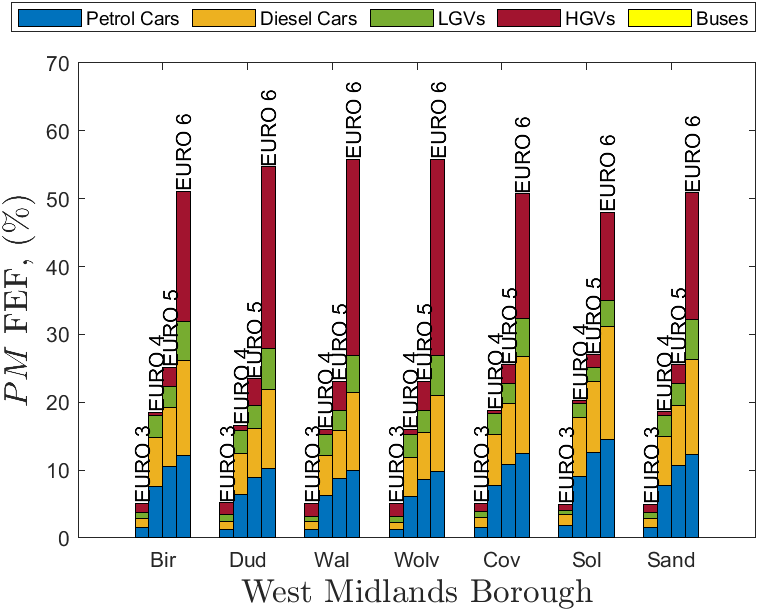 Petrol Cars Diesel Cars LGVs HGVs Buses
70
60
50
40
30
20
10
0
PM FEF, (%)
EURO 3 EURO 4 EURO 5 EURO 6
EURO 3 EURO 4 EURO 5 EURO 6
EURO 3 EURO 4 EURO 5 EURO 6
EURO 3 EURO 4 EURO 5 EURO 6
EURO 3 EURO 4 EURO 5 EURO 6
EURO 3 EURO 4 EURO 5 EURO 6
EURO 3 EURO 4 EURO 5 EURO 6
Bir Dud Wal Wolv Cov Sol Sand
West Midlands Borough